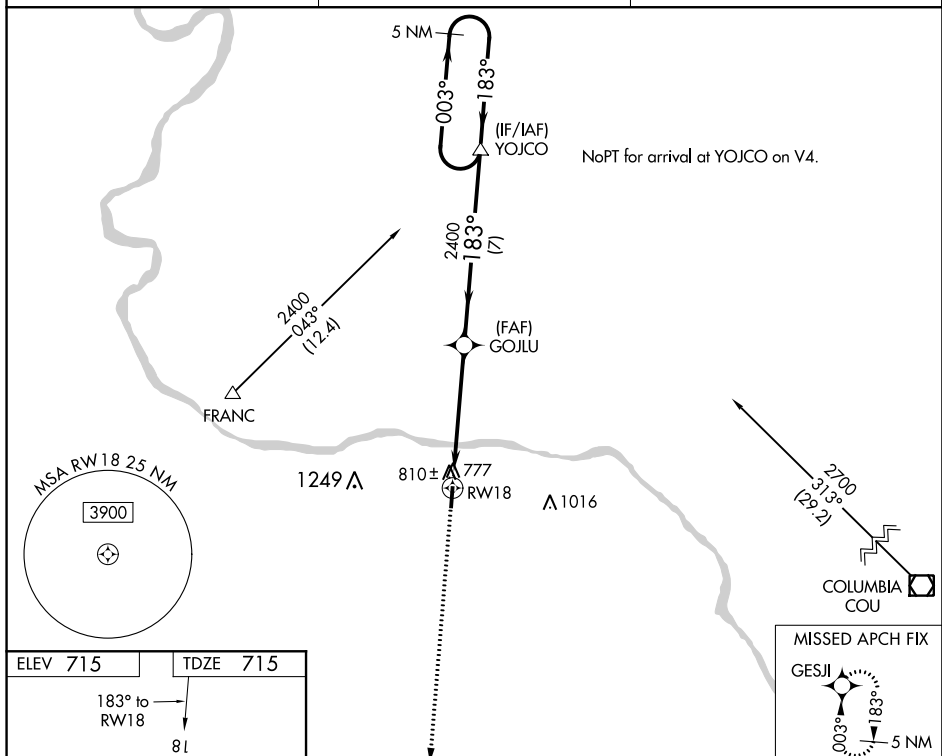 5 NM
003°
183°
(IF/IAF)
YOJCO
NoPT for arrival at YOJCO on V4.
2400
183°
(7)
2400
043°
(12.4)
(FAF)
GOJLU
FRANC
MSA RW18 25 NM
3900
1249
810±
777
RW18
1016
2700
313°
(29.2)
COLUMBIA
COU
ELEV 715
TDZE 715
183° to
RW18
18
MISSED APCH FIX
GESJI
003°
183°
5 NM